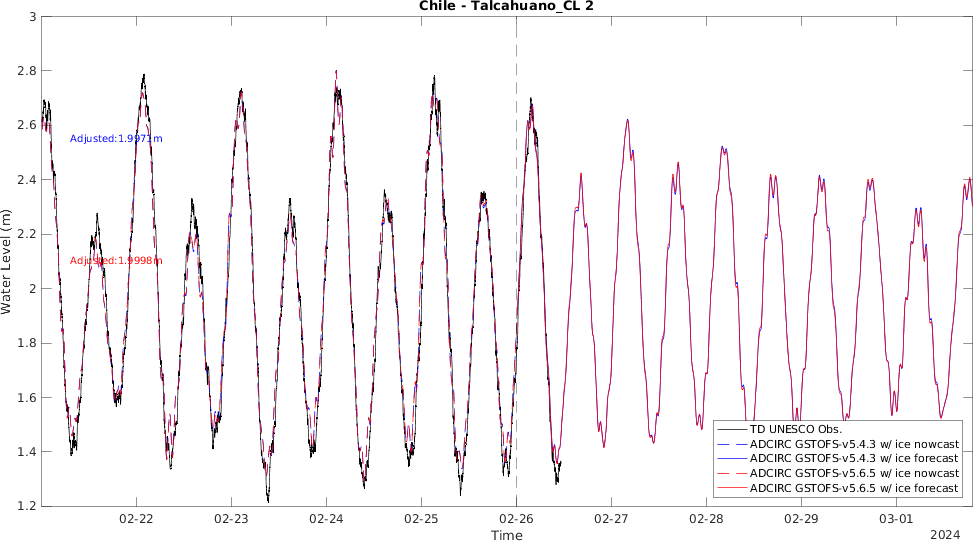 Chile - Talcahuano_CL 2
3
2.8
2.6
2.4
2.2
2
1.8
1.6
1.4
1.2
Water Level (m)
Adjusted:1.9971m
Adjusted:1.9998m
TD UNESCO Obs.
ADCIRC GSTOFS-v5.4.3 w/ ice nowcast
ADCIRC GSTOFS-v5.4.3 w/ ice forecast
ADCIRC GSTOFS-v5.6.5 w/ ice nowcast
ADCIRC GSTOFS-v5.6.5 w/ ice forecast
02-22 02-23 02-24 02-25 02-26 02-27 02-28 02-29 03-01
Time
2024